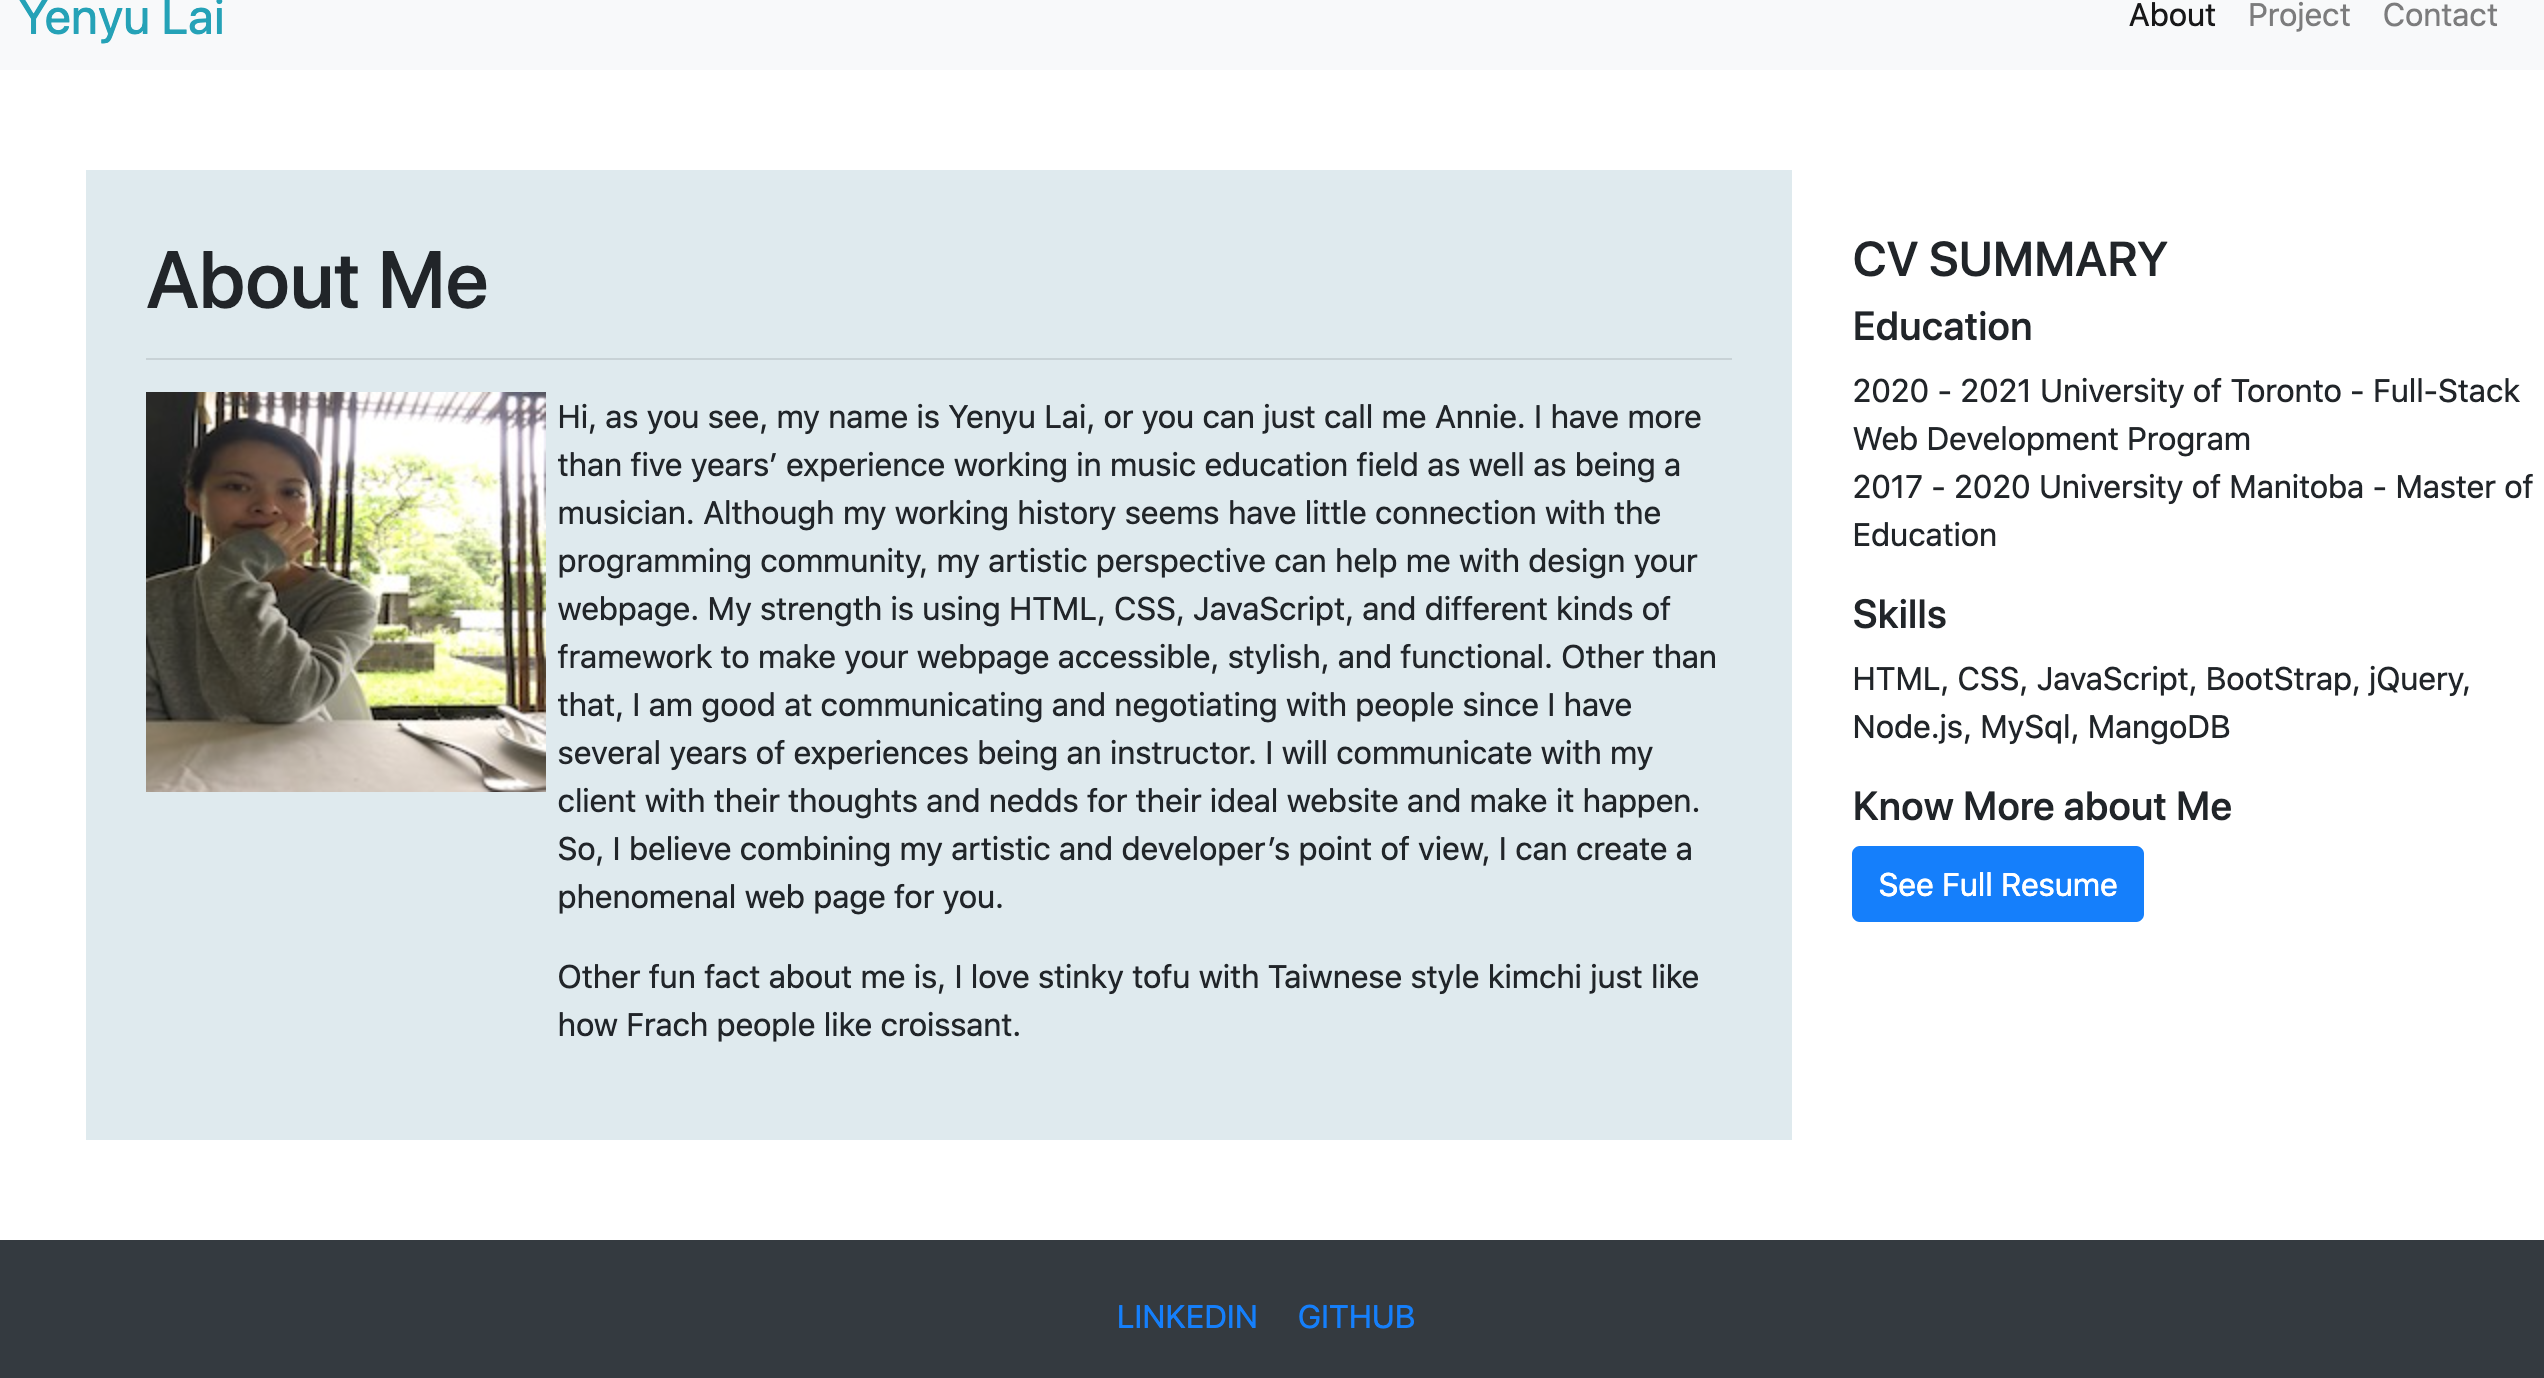 Yenyu Lai
About Project Contact
About Me
Hi, as you see, my name is Yenyu Lai, or you can just call me Annie. I have more
than five years’ experience working in music education field as well as being a
musician. Although my working history seems have little connection with the
programming community, my artistic perspective can help me with design your
webpage. My strength is using HTML, CSS, JavaScript, and different kinds of
framework to make your webpage accessible, stylish, and functional. Other than
that, I am good at communicating and negotiating with people since I have
several years of experiences being an instructor. I will communicate with my
client with their thoughts and nedds for their ideal website and make it happen.
So, I believe combining my artistic and developer’s point of view, I can create a
phenomenal web page for you.
Other fun fact about me is, I love stinky tofu with Taiwnese style kimchi just like
how Frach people like croissant.
CV SUMMARY
Education
2020 - 2021 University of Toronto - Full-Stack
Web Development Program
2017 - 2020 University of Manitoba - Master of
Education
Skills
HTML, CSS, JavaScript, BootStrap, jQuery,
Node.js, MySql, MangoDB
Know More about Me
See Full Resume
LINKEDIN GITHUB